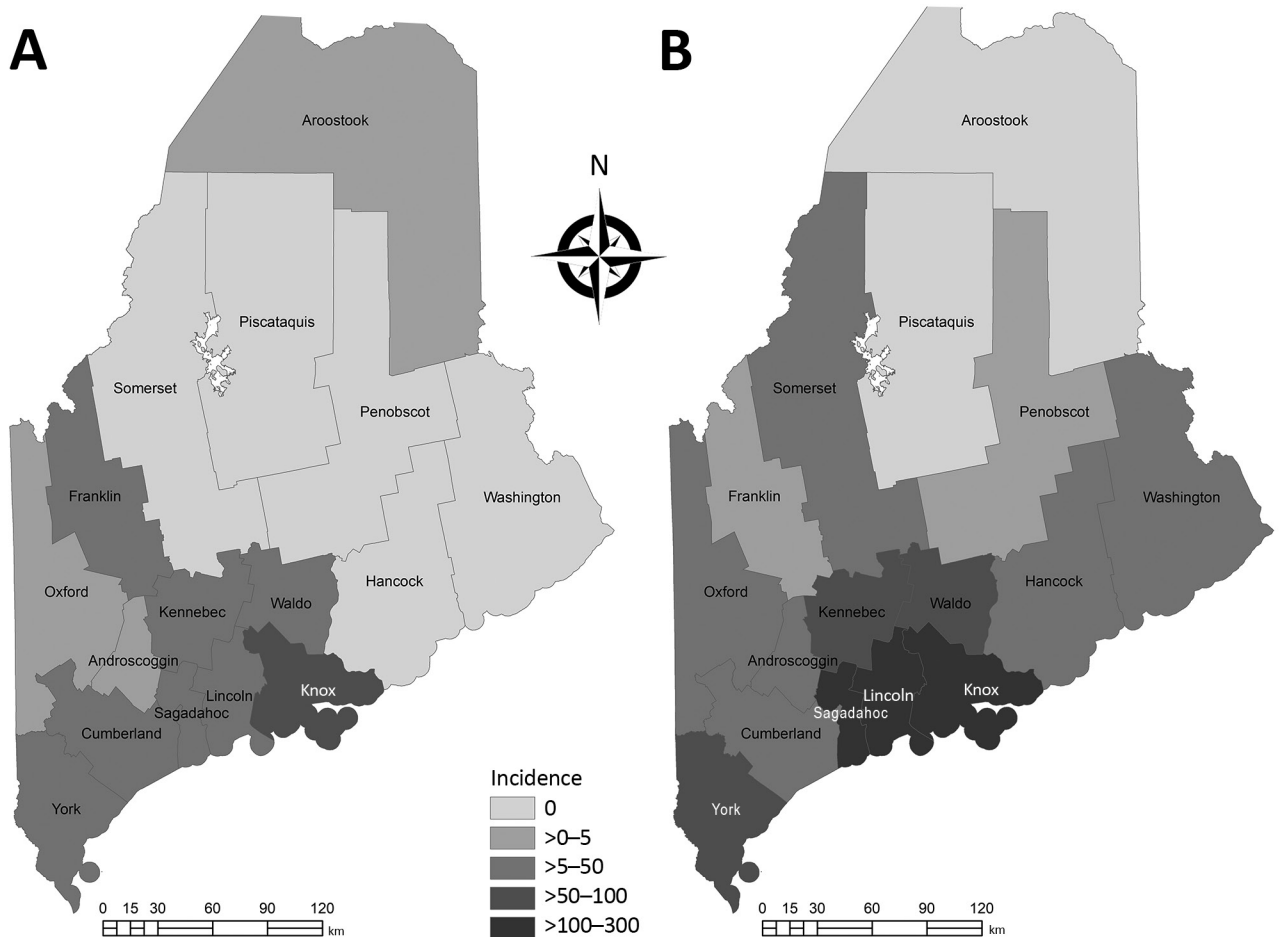 A
B
Aroostook
Aroostook
N
Piscataquis
Piscataquis
Somerset
Somerset
Penobscot
Penobscot
Franklin
Washington
Franklin
Washington
Oxford
Hancock
Oxford
Hancock
Kennebec
Waldo
Kennebec
Waldo
Androscoggin
Androscoggin
Lincoln
Knox
Lincoln
Knox
Sagadahoc
Sagadahoc
Cumberland
Cumberland
York
York
Incidence
0
>0–5
>5–50
>50–100
>100–300
0 15 30 60 90 120
km
0 15 30 60 90 120
km